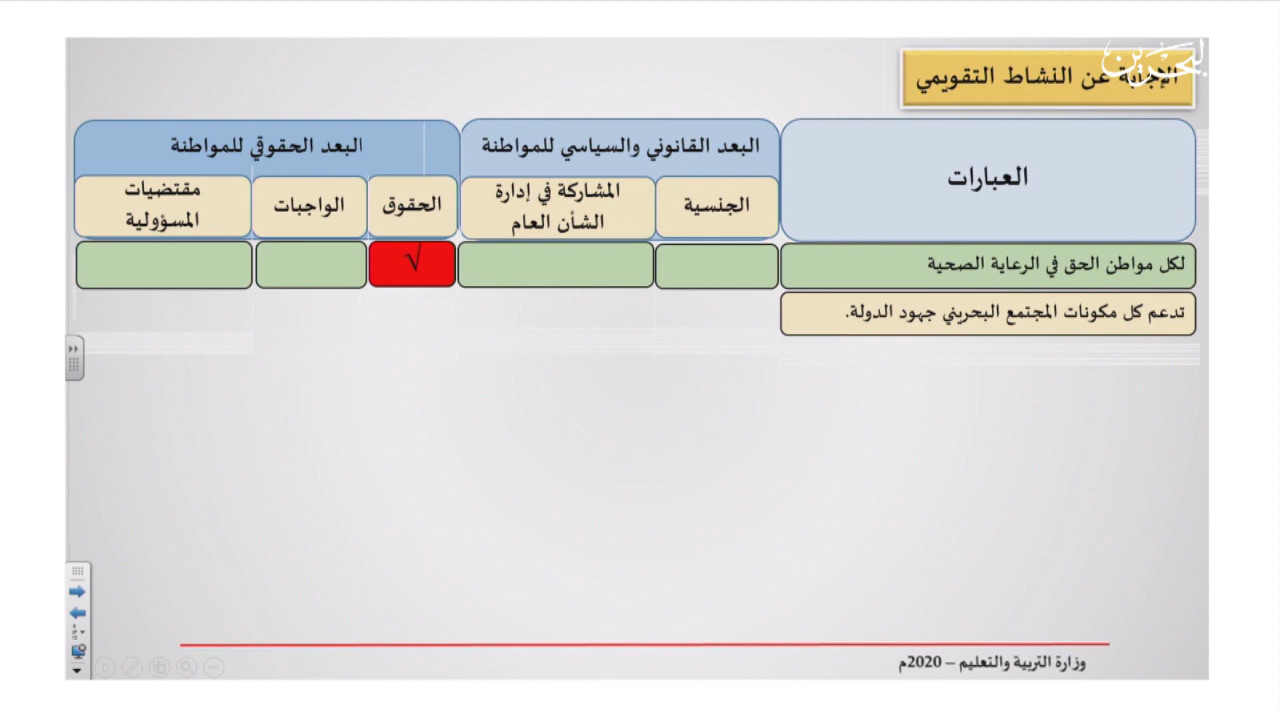 البحرين
الإجابة عن النشاط التقويمي
العبارات
البعد القانوني والسياسي للمواطنة
البعد الحقوقي للمواطنة
الجنسية
المشاركة في إدارة
الشأن العام
الحقوق
الواجبات
مقتضيات
المسؤولية
لكل مواطن الحق في الرعاية الصحية
√
تدعم كل مكونات المجتمع البحريني جهود الدولة.
وزارة التربية والتعليم – 2020م